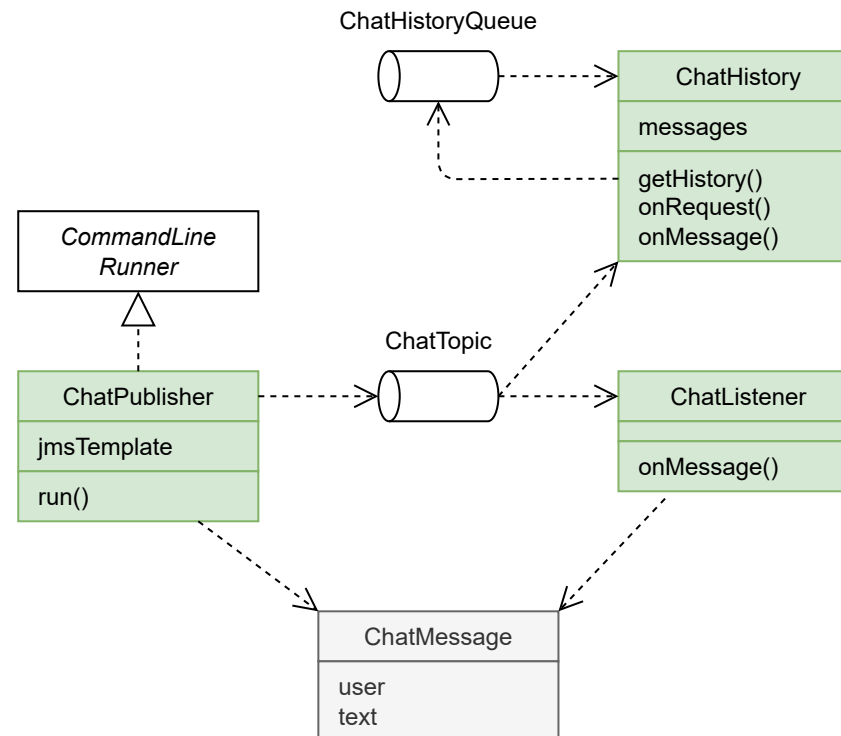 ChatHistoryQueue
ChatHistory
messages
getHistory()
onRequest()
onMessage()
CommandLine
Runner
ChatTopic
ChatPublisher
jmsTemplate
run()
ChatListener
onMessage()
ChatMessage
user
text